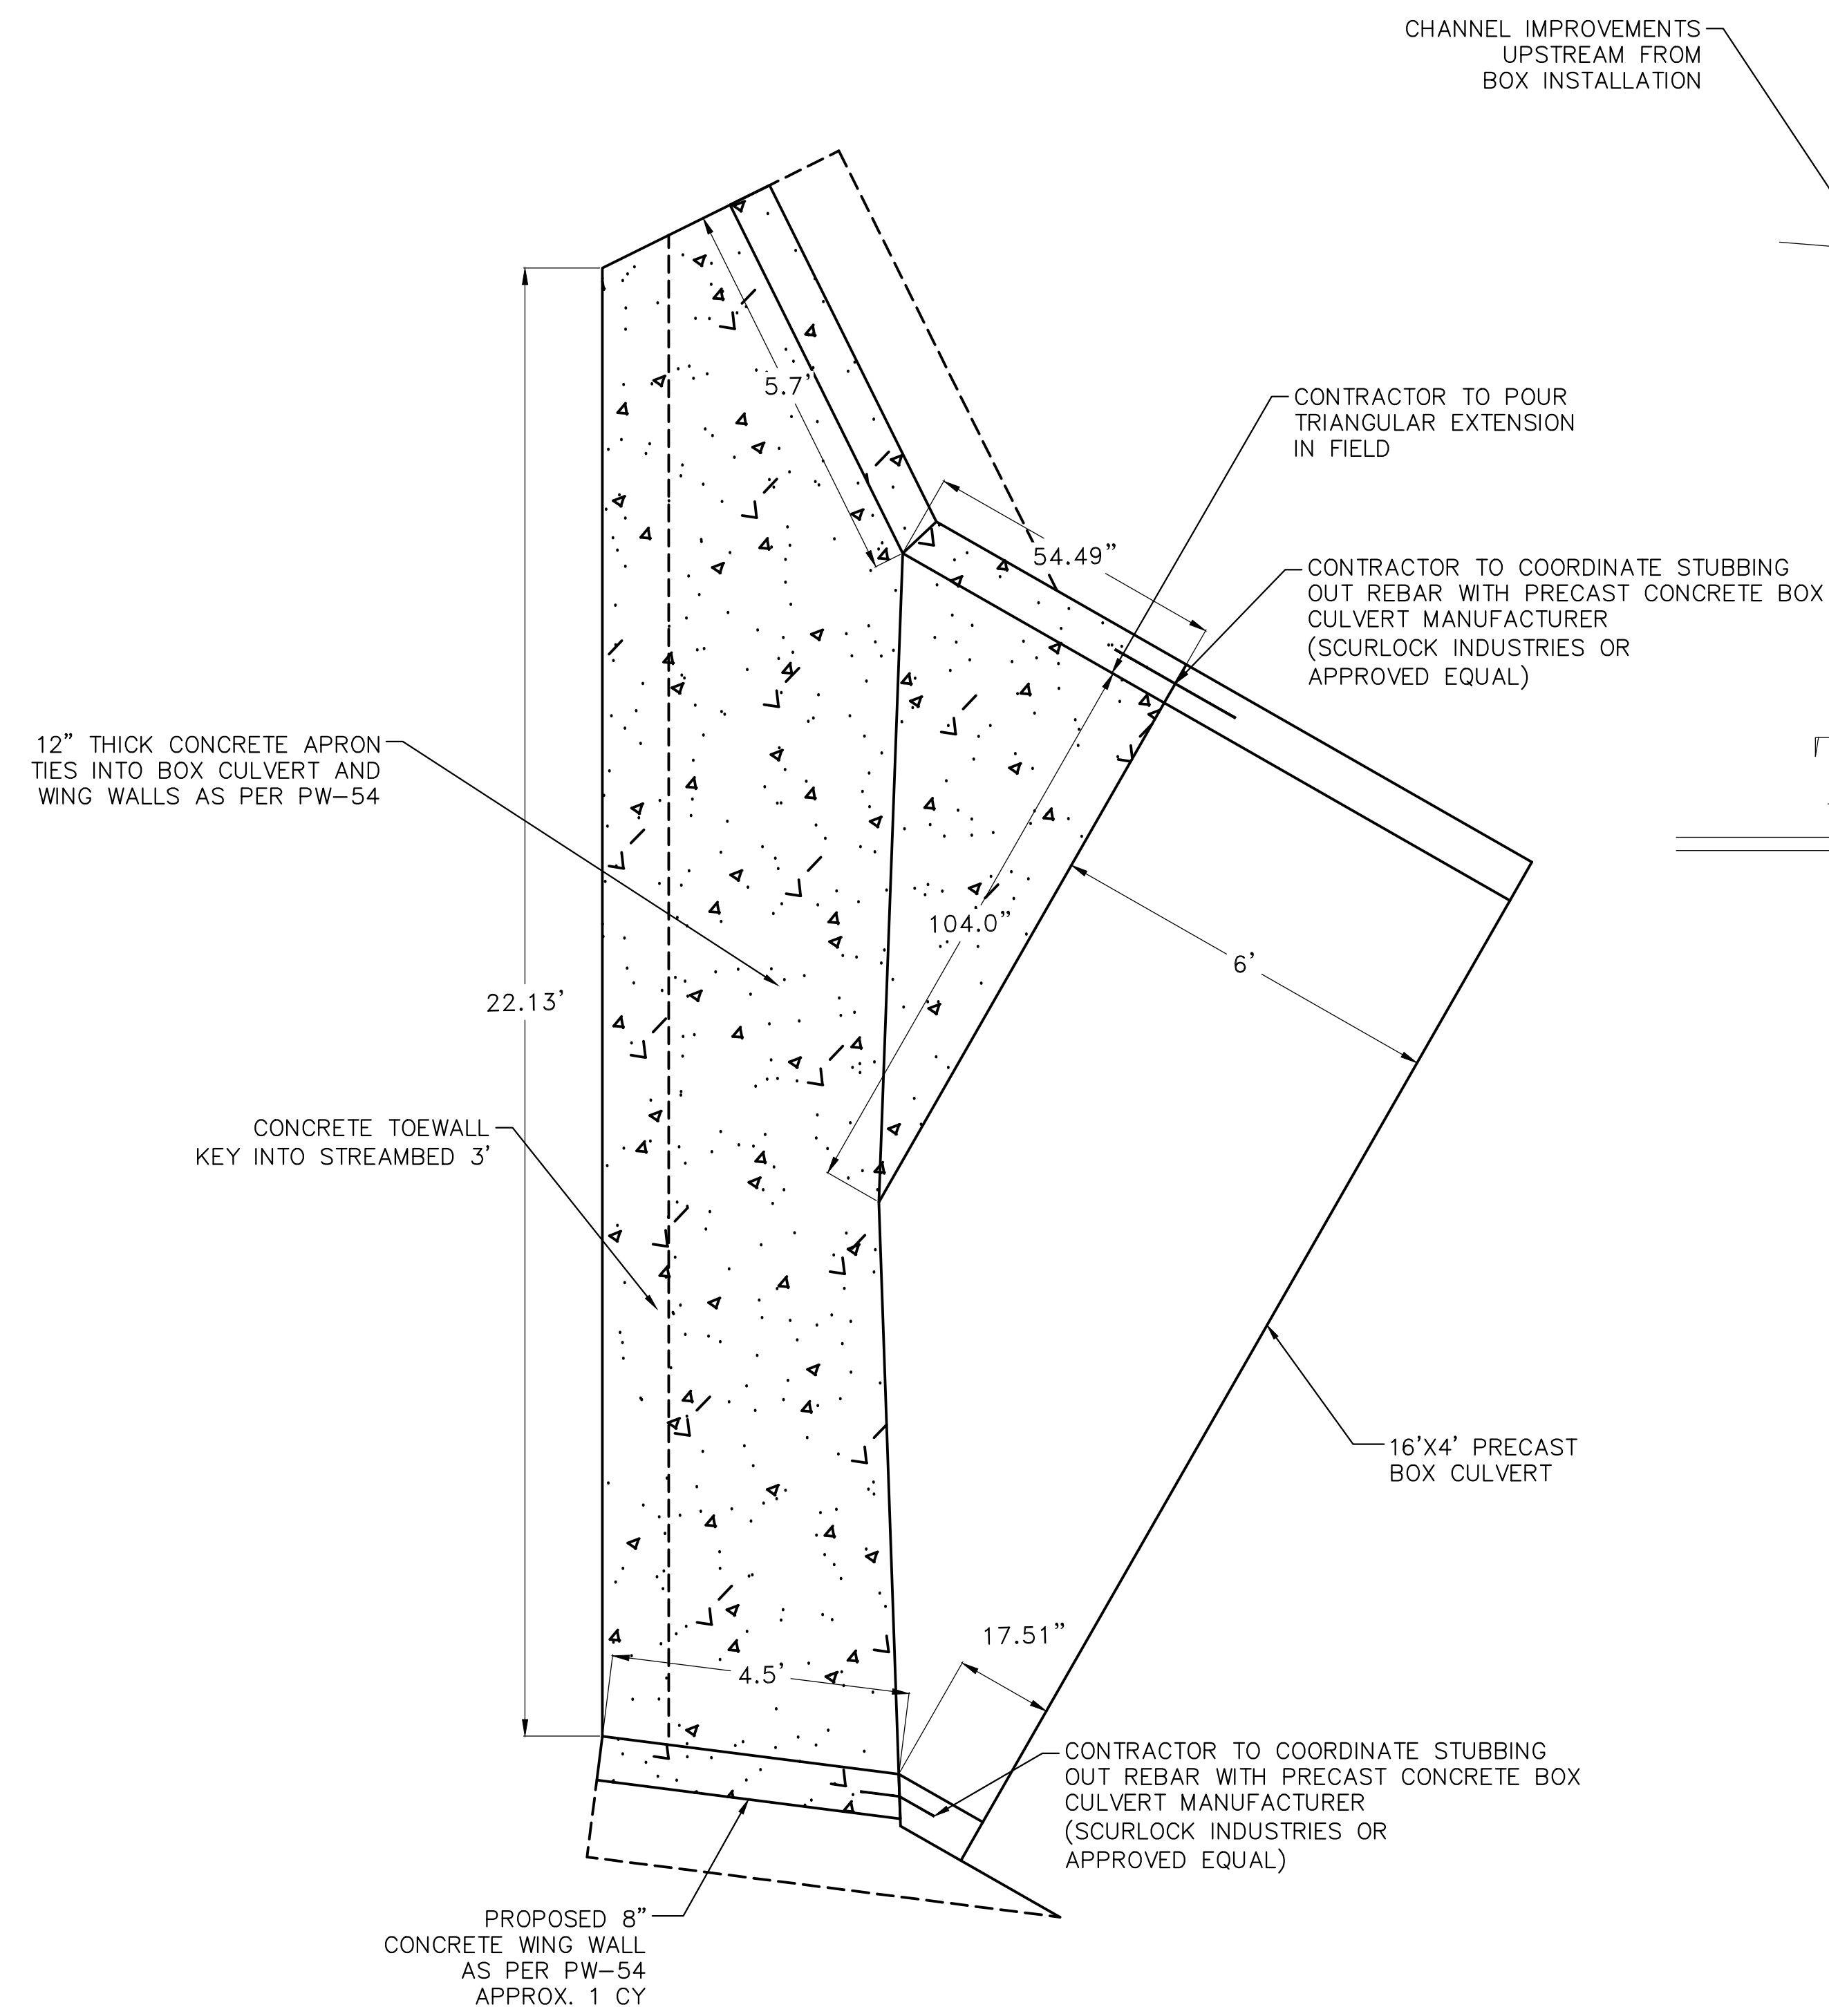 CHANNEL IMPROVEMENTS
UPSTREAM FROM
BOX INSTALLATION
5.7'
CONTRACTOR TO POUR
TRIANGULAR EXTENSION
IN FIELD
54.49”
CONTRACTOR TO COORDINATE STUBBING
OUT REBAR WITH PRECAST CONCRETE BOX
CULVERT MANUFACTURER
(SCURLOCK INDUSTRIES OR
APPROVED EQUAL)
12” THICK CONCRETE APRON
TIES INTO BOX CULVERT AND
WING WALLS AS PER PW-54
104.0”
6'
22.13'
CONCRETE TOEWALL
KEY INTO STREAMBED 3'
16'X4' PRECAST
BOX CULVERT
17.51”
4.5'
CONTRACTOR TO COORDINATE STUBBING
OUT REBAR WITH PRECAST CONCRETE BOX
CULVERT MANUFACTURER
(SCURLOCK INDUSTRIES OR
APPROVED EQUAL)
PROPOSED 8”
CONCRETE WING WALL
AS PER PW-54
APPROX. 1 CY